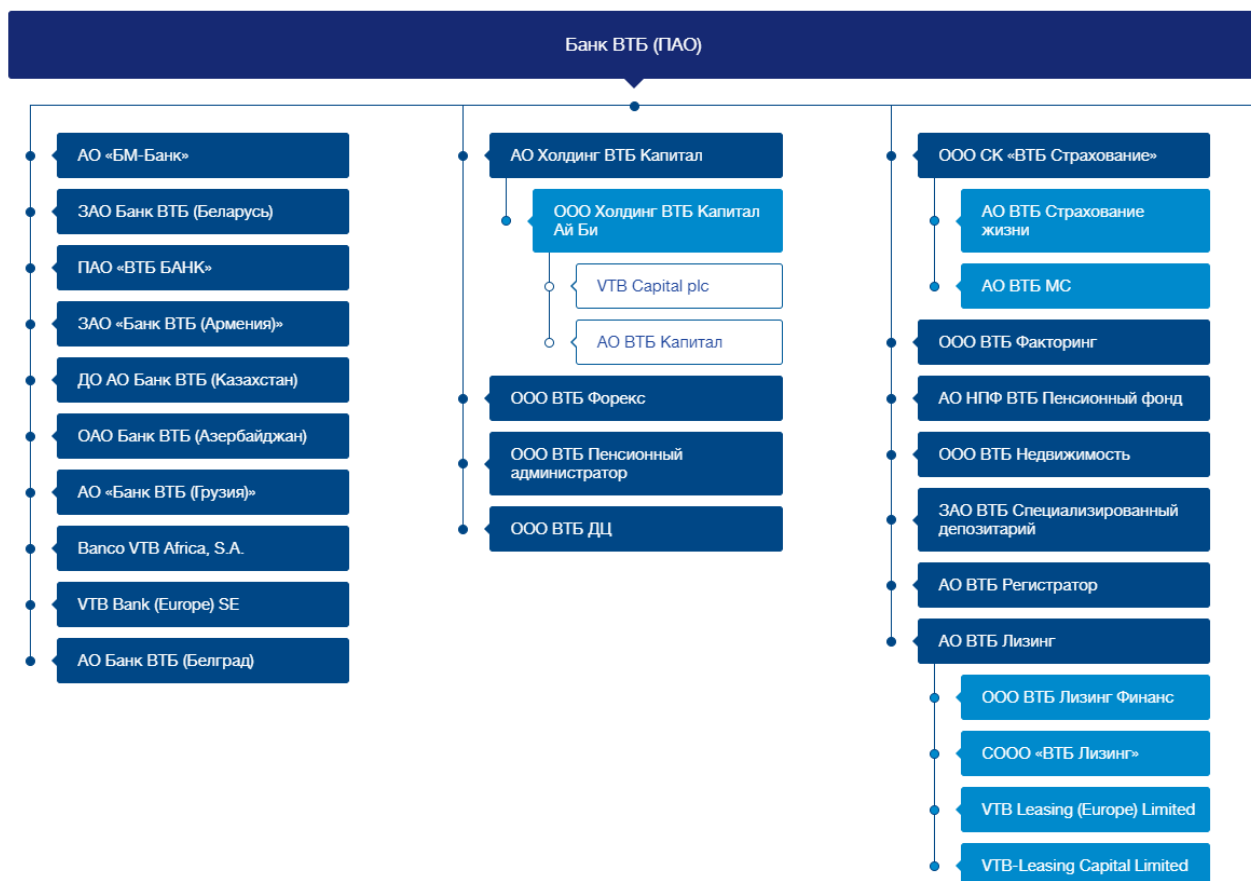 Банк ВТБ (ПАО)
АО «БМ-Банк»
ЗАО Банк ВТБ (Беларусь)
ПАО «ВТБ БАНК»
ЗАО «Банк ВТБ (Армения)»
ДО АО Банк ВТБ (Казахстан)
ОАО Банк ВТБ (Азербайджан)
АО «Банк ВТБ (Грузия)»
Banco VTB Africa, S.A.
VTB Bank (Europe) SE
АО Банк ВТБ (Белград)
АО Холдинг ВТБ Капитал
ООО Холдинг ВТБ Капитал
Ай Би
VTB Capital plc
АО ВТБ Капитал
ООО ВТБ Форекс
ООО ВТБ Пенсионный
администратор
ООО ВТБ ДЦ
ООО СК «ВТБ Страхование»
АО ВТБ Страхование
жизни
АО ВТБ МС
ООО ВТБ Факторинг
АО НПФ ВТБ Пенсионный фонд
ООО ВТБ Недвижимость
ЗАО ВТБ Специализированный
депозитарий
АО ВТБ Регистратор
АО ВТБ Лизинг
ООО ВТБ Лизинг Финанс
СООО «ВТБ Лизинг»
VTB Leasing (Europe) Limited
VTB-Leasing Capital Limited